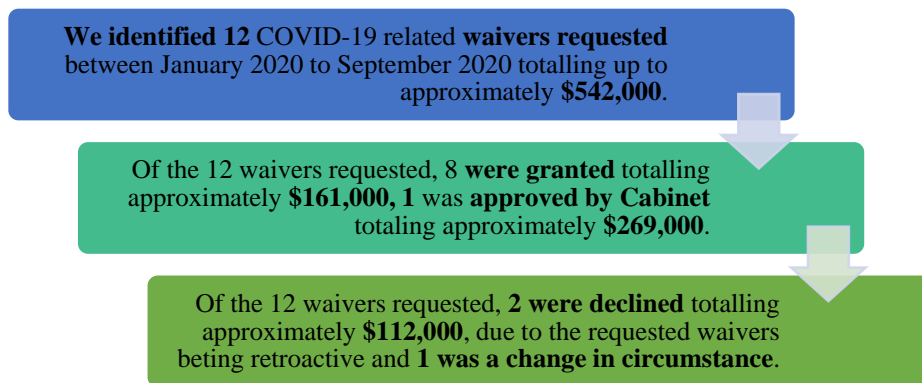 We identified 12 COVID-19 related waivers requested
between January 2020 to September 2020 totalling up to
approximately $542,000.
Of the 12 waivers requested, 8 were granted totalling
approximately $161,000, 1 was approved by Cabinet
totaling approximately $269,000.
Of the 12 waivers requested, 2 were declined totalling
approximately $112,000, due to the requested waivers
beting retroactive and 1 was a change in circumstance.